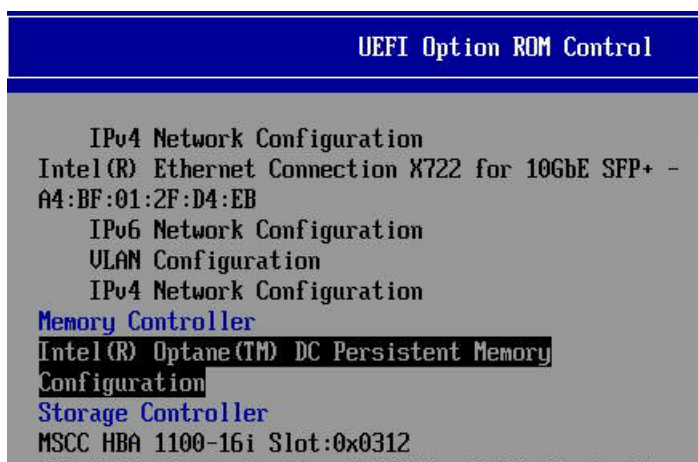 UEFI Option ROM Control
IPv4 Network Configuration
Intel(R) Ethernet Connection X722 for 10GbE SFP+ -
A4:BF:01:2F:D4:EB
IPv6 Network Configuration
VLAN Configuration
IPv4 Network Configuration
Memory Controller
Intel(R) Optane(TM) DC Persistent Memory
Configuration
Storage Controller
MSCC HBA 1100-16i Slot:0x0312